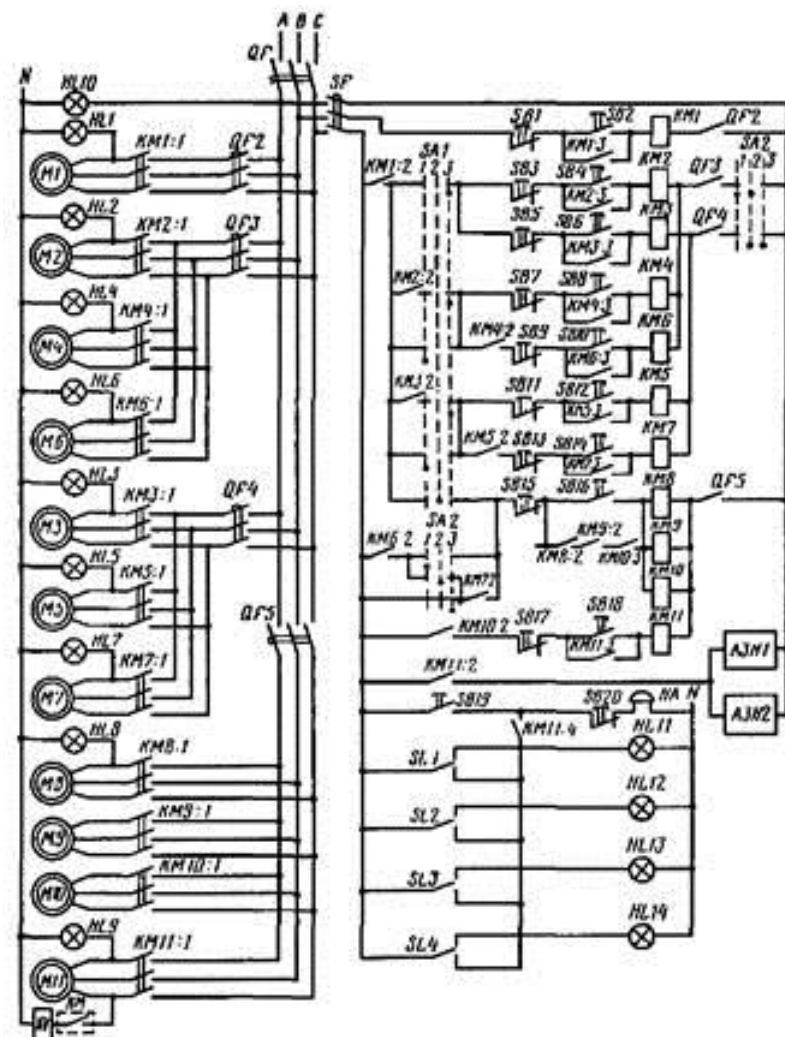 A B C
QF
SF
N
HL10
HL1
KM1:1
QF2
M1
HL2
KM2:1
QF3
M2
HL4
KM4:1
M4
HL6
KM6:1
M6
HL3
KM3:1
QF4
M3
HL5
KM5:1
M5
HL7
KM7:1
M7
QF5
HL8
KM8:1
M8
KM9:1
M9
KM10:1
M10
HL9
KM11:1
M11
KM
SB1
SB2
KM1
QF2
KM1:3
KM1:2
SA1
1 2 3
SB3
SB4
KM2
QF3
SA2
1 2 3
KM2:3
SB5
SB6
KM3
QF4
KM3:1
KM2:2
SB7
SB8
KM4
KM4:1
KM4:2
SB9
SB10
KM6
KM6:3
KM3:2
SB11
SB12
KM5
KM5:1
KM5:2
SB13
SB14
KM7
KM7:3
SB15
SB16
KM8
QF5
SA2
1 2 3
KM6:2
KM9:2
KM9
KM8:2
KM10:3
KM10
KM10:2
SB17
SB18
KM11
KM11:1
KM11:2
АЗН1
SB19
SB20
HA
N
АЗН2
KM11:4
HL11
SL1
HL12
SL2
HL13
SL3
HL14
SL4